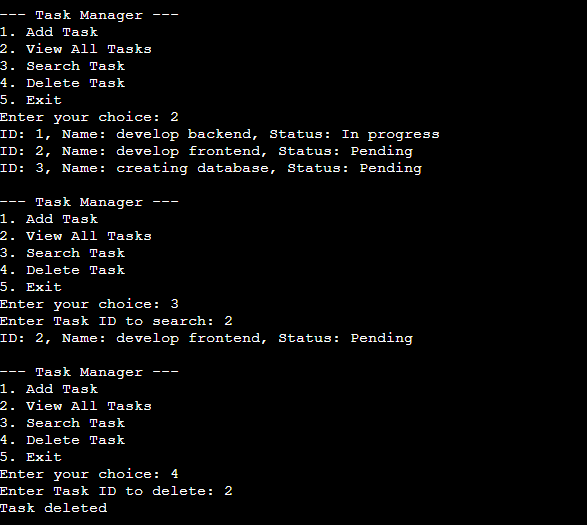 --- Task Manager ---
1. Add Task
2. View All Tasks
3. Search Task
4. Delete Task
5. Exit
Enter your choice: 2
ID: 1, Name: develop backend, Status: In progress
ID: 2, Name: develop frontend, Status: Pending
ID: 3, Name: creating database, Status: Pending

--- Task Manager ---
1. Add Task
2. View All Tasks
3. Search Task
4. Delete Task
5. Exit
Enter your choice: 3
Enter Task ID to search: 2
ID: 2, Name: develop frontend, Status: Pending

--- Task Manager ---
1. Add Task
2. View All Tasks
3. Search Task
4. Delete Task
5. Exit
Enter your choice: 4
Enter Task ID to delete: 2
Task deleted